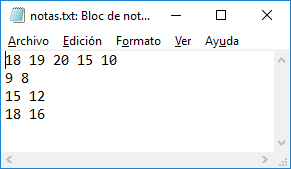 notas.txt: Bloc de not...
Archivo Edición Formato Ver Ayuda
18 19 20 15 10
9 8
15 12
18 16